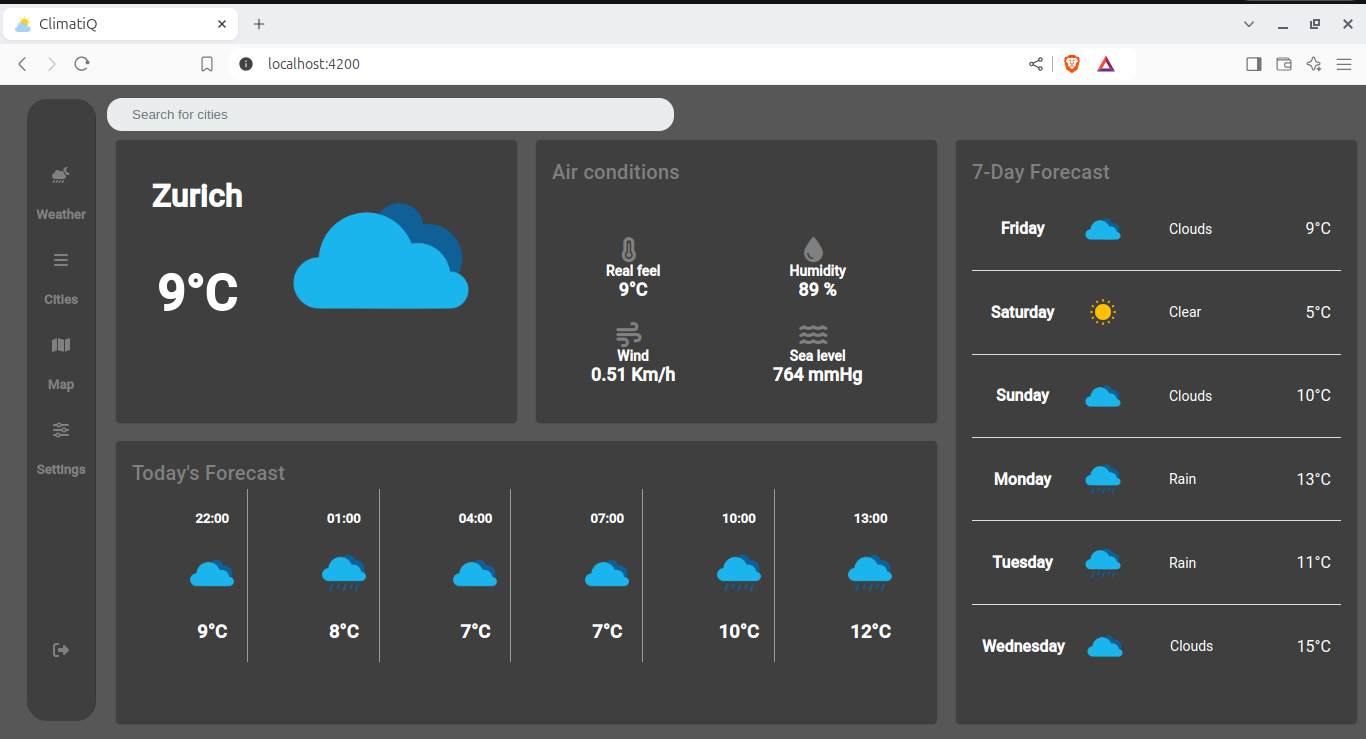 ClimatiQ
localhost:4200
Search for cities
Weather
Cities
Map
Settings
Zurich
9°C
Air conditions
Real feel
9°C
Humidity
89 %
Wind
0.51 Km/h
Sea level
764 mmHg
Today's Forecast
22:00 01:00 04:00 07:00 10:00 13:00
9°C 8°C 7°C 7°C 10°C 12°C
7-Day Forecast
Friday Clouds 9°C
Saturday Clear 5°C
Sunday Clouds 10°C
Monday Rain 13°C
Tuesday Rain 11°C
Wednesday Clouds 15°C